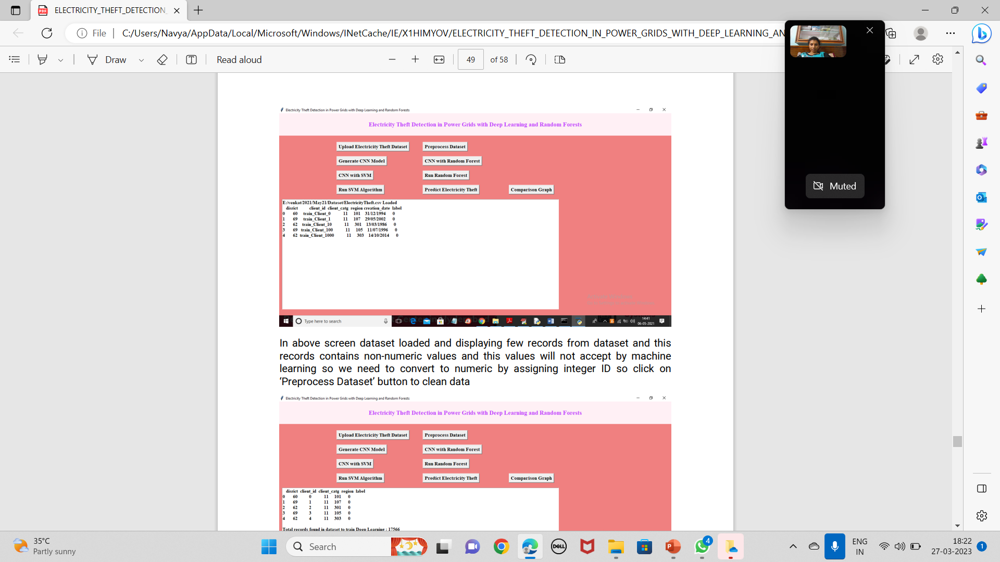 ELECTRICITY_THEFT_DETECTION_
File
C:/Users/Navya/AppData/Local/Microsoft/Windows/INetCache/IE/X1HIMYOV/ELECTRICITY_THEFT_DETECTION_IN_POWER_GRIDS_WITH_DEEP_LEARNING_AN
Draw
Read aloud
49 of 58
Muted
Electricity Theft Detection in Power Grids with Deep Learning and Random Forests
Electricity Theft Detection in Power Grids with Deep Learning and Random Forests
Upload Electricity Theft Dataset Preprocess Dataset
Generate CNN Model CNN with Random Forest
CNN with SVM Run Random Forest
Run SVM Algorithm Predict Electricity Theft Comparison Graph
E:/venkat/2021/May21/Dataset/ElectricityTheft.csv Loaded
disrict client_id client_catg region creation_date label
0 60 train_Client_0 11 101 31/12/1994 0
1 69 train_Client_1 11 107 29/05/2002 0
2 62 train_Client_10 11 301 13/03/1986 0
3 69 train_Client_100 11 105 11/07/1996 0
4 62 train_Client_1000 11 303 14/10/2014 0
Type here to search
14:41
06-05-2021
In above screen dataset loaded and displaying few records from dataset and this
records contains non-numeric values and this values will not accept by machine
learning so we need to convert to numeric by assigning integer ID so click on
‘Preprocess Dataset’ button to clean data
Electricity Theft Detection in Power Grids with Deep Learning and Random Forests
Electricity Theft Detection in Power Grids with Deep Learning and Random Forests
Upload Electricity Theft Dataset Preprocess Dataset
Generate CNN Model CNN with Random Forest
CNN with SVM Run Random Forest
Run SVM Algorithm Predict Electricity Theft Comparison Graph
disrict client_id client_catg region label
0 60 0 11 101 0
1 69 1 11 107 0
2 62 2 11 301 0
3 69 3 11 105 0
4 62 4 11 303 0
Total records found in dataset to train Deep Learning : 17566
35°C
Partly sunny
Search
DELL
4
ENG
IN
18:22
27-03-2023
1